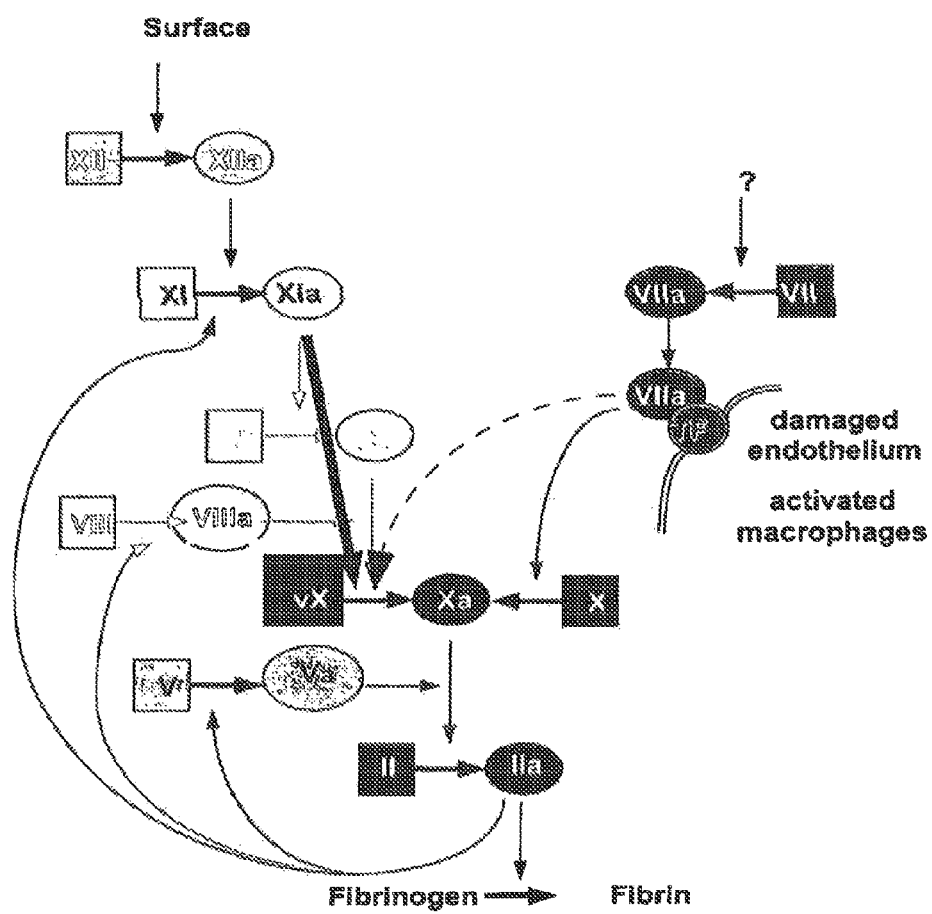 Surface
XII
XIIa
?
XI
XIa
VIIa
VII
VIIa
TF
damaged
endothelium
VIII
VIIIa
activated
macrophages
vX
Xa
X
V
Va
II
IIa
Fibrinogen
Fibrin